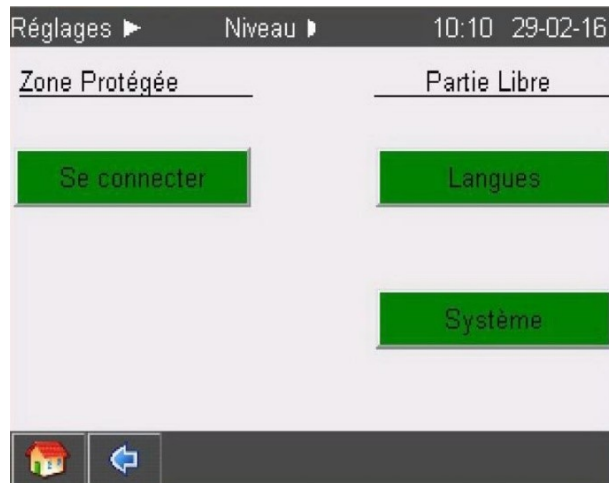 Réglages Niveau 10:10 29-02-16
Zone Protégée Partie Libre
Se connecter Langues
Système